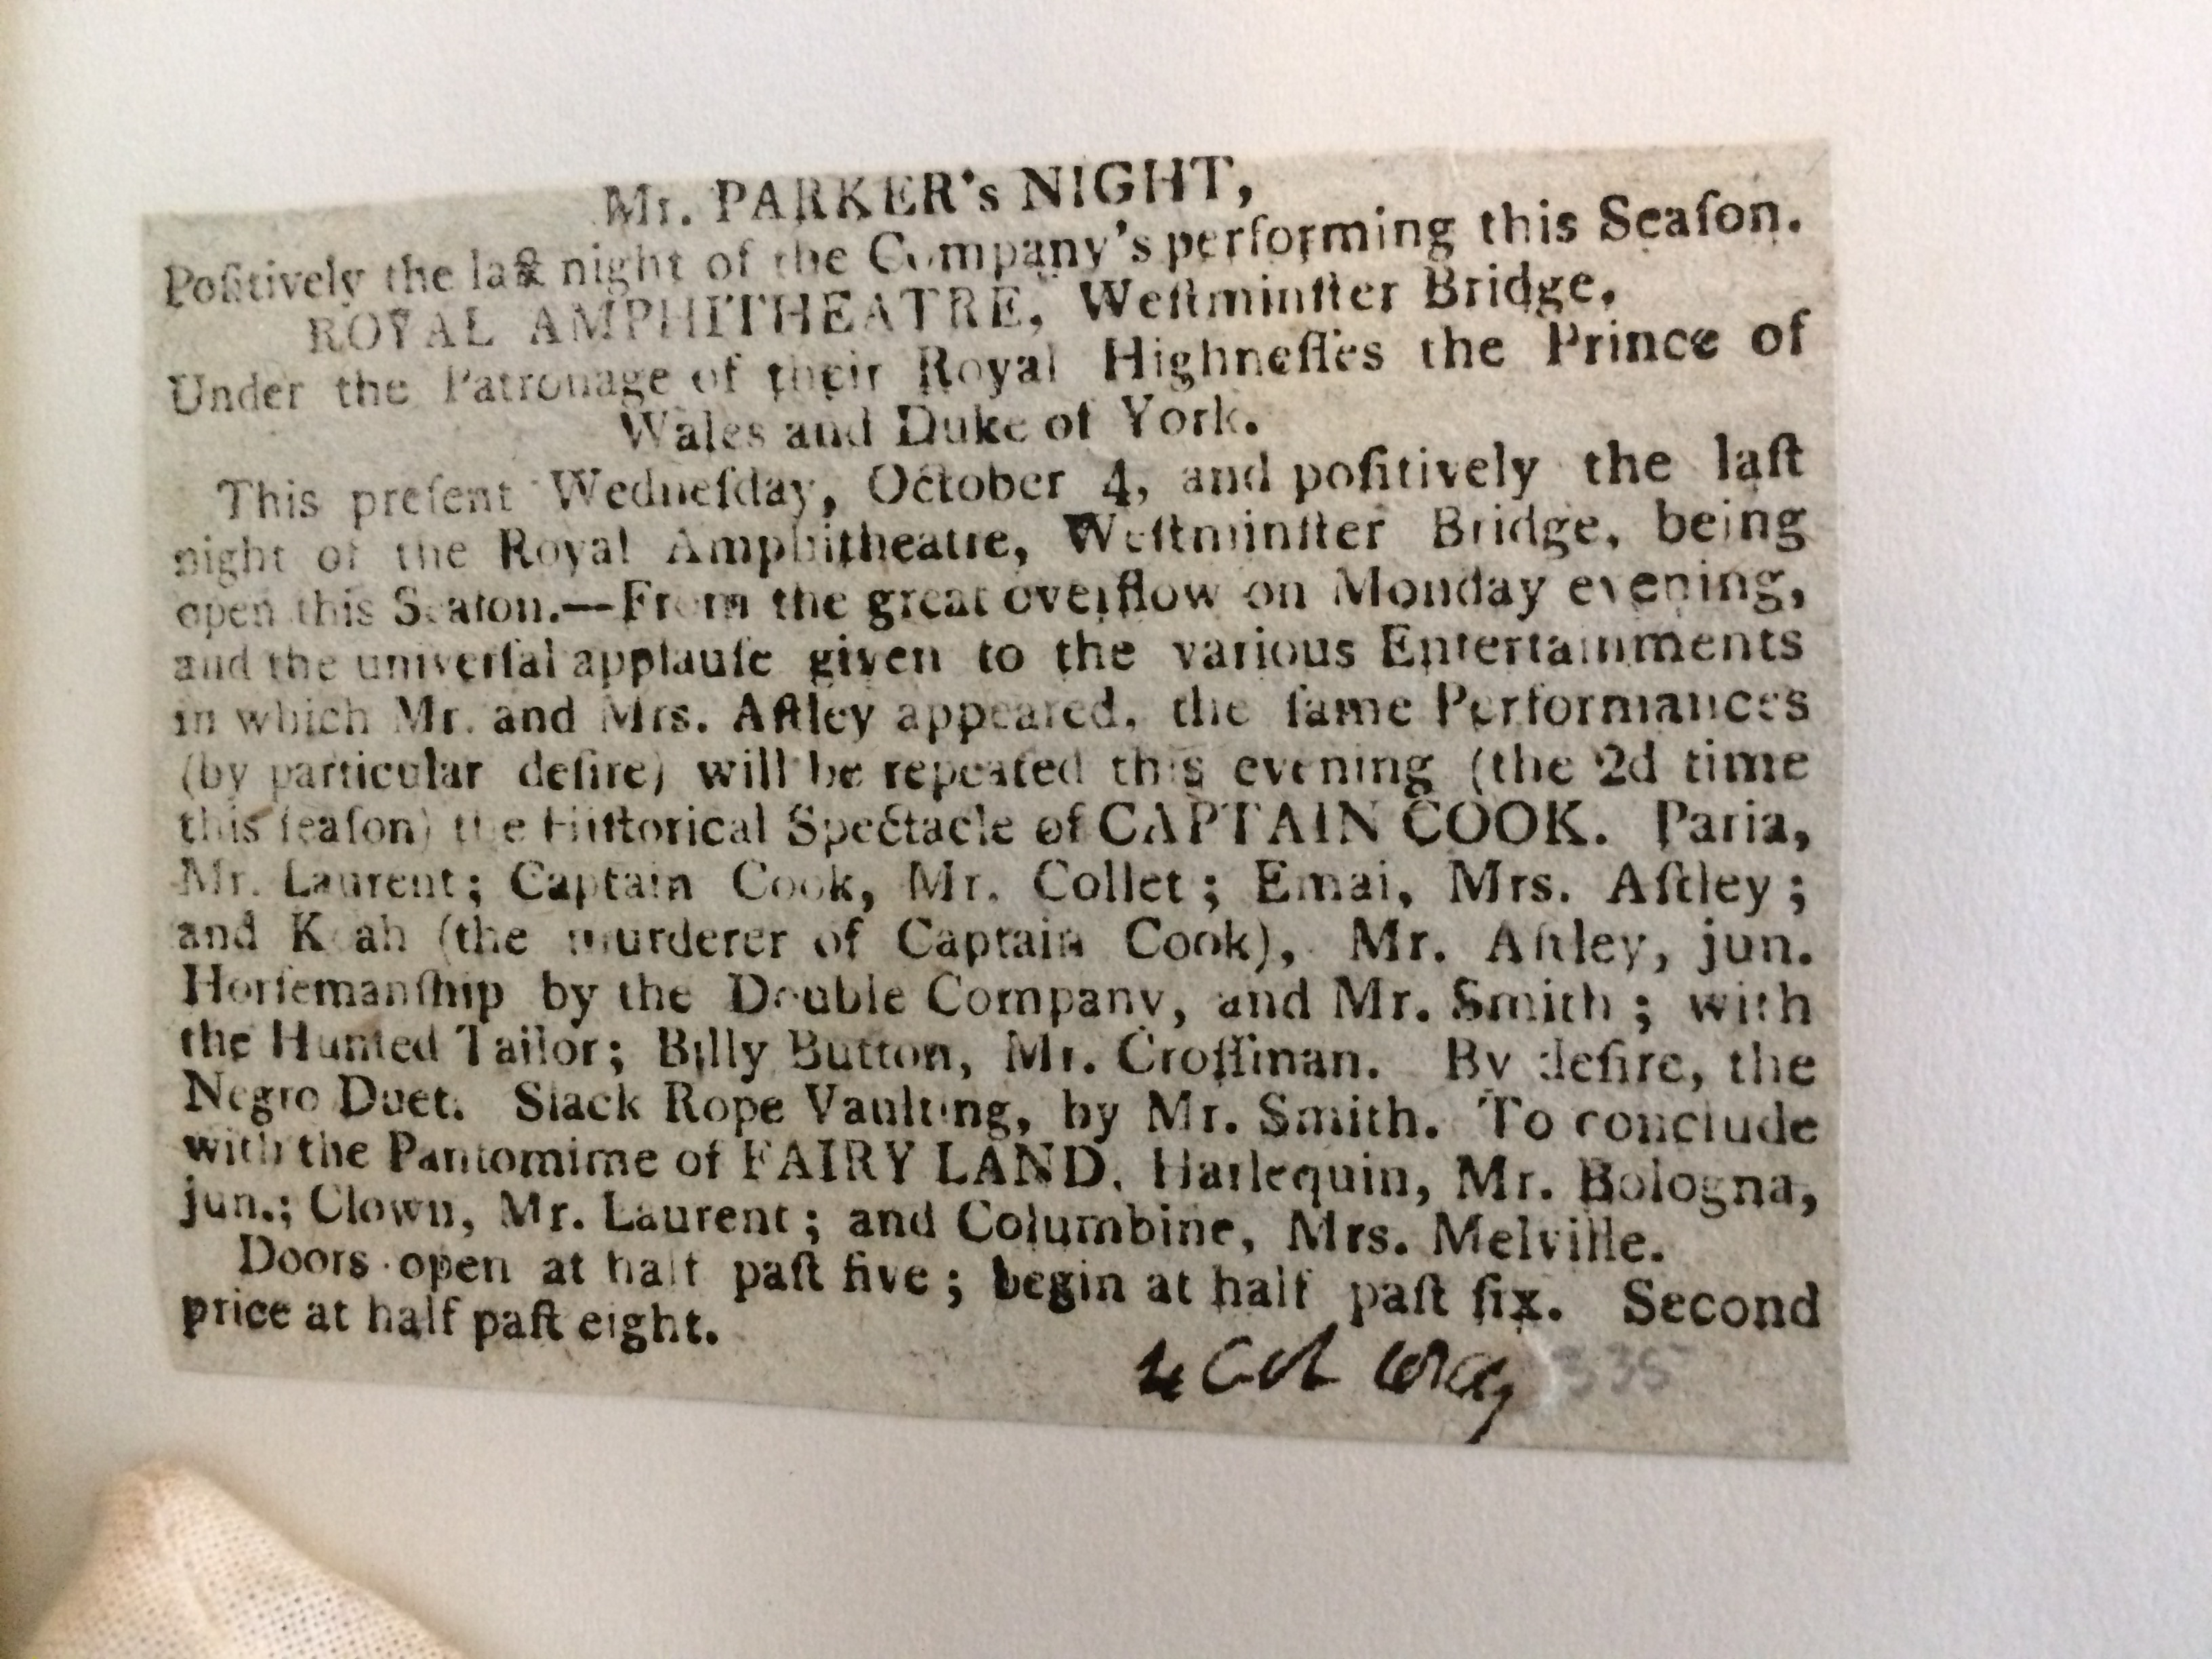 Mr. PARKER's NIGHT,
Poſitively the laſt night of the Company's performing this Seaſon.
ROYAL AMPHITHEATRE, Weſtminſter Bridge,
Under the Patronage of their Royal Highneſſes the Prince of
Wales and Duke of York.
This preſent Wedneſday, October 4, and poſitively the laſt
night of the Royal Amphitheatre, Weſtminſter Bridge, being
open this Seaſon.—From the great overflow on Monday evening,
and the univerſal applauſe given to the various Entertainments
in which Mr. and Mrs. Aſtley appeared, the ſame Performances
(by particular deſire) will be repeated this evening (the 2d time
this ſeaſon) the Hiſtorical Spectacle of CAPTAIN COOK. Paria,
Mr. Laurent; Captain Cook, Mr. Collet; Emai, Mrs. Aſtley;
and (the murderer of Captain Cook), Mr. Aſtley, jun.
Horſemanſhip by the Double Company, and Mr. Smith; with
the Hunted Tailor; Billy Button, Mr. Croſſman. By deſire, the
Negro Duet. Slack Rope Vaulting, by Mr. Smith. To conclude
with the Pantomime of FAIRY LAND. Harlequin, Mr. Bologna,
jun.; Clown, Mr. Laurent; and Columbine, Mrs. Melville.
Doors open at half paſt five; begin at half paſt ſix. Second
price at half paſt eight.
4 Oct